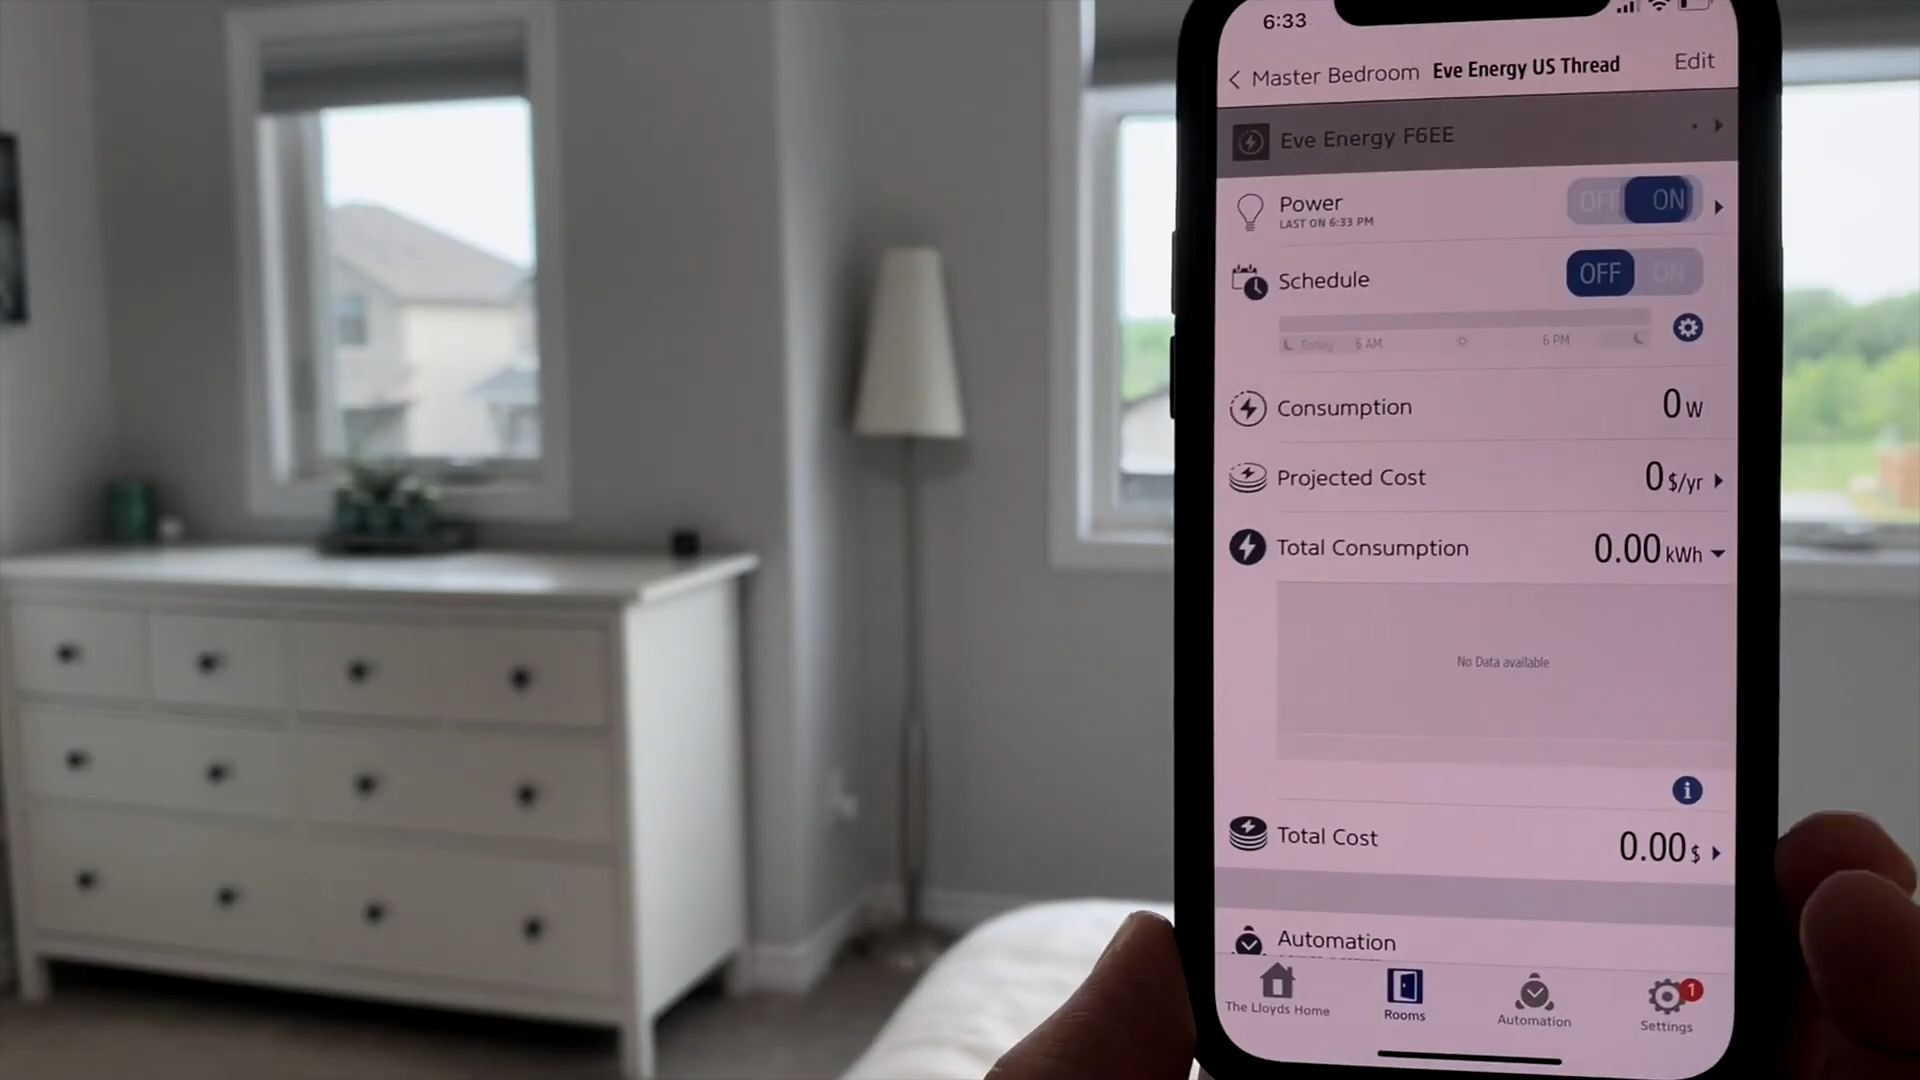 6:33
Master Bedroom Eve Energy US Thread Edit
Eve Energy F6EE
Power OFF ON
LAST ON 6:33 PM
Schedule OFF ON
Today 6 AM 6 PM
Consumption 0 W
Projected Cost 0 $/yr
Total Consumption 0.00 kWh
No Data available
Total Cost 0.00 $
Automation
The Lloyds Home Rooms Automation Settings 1